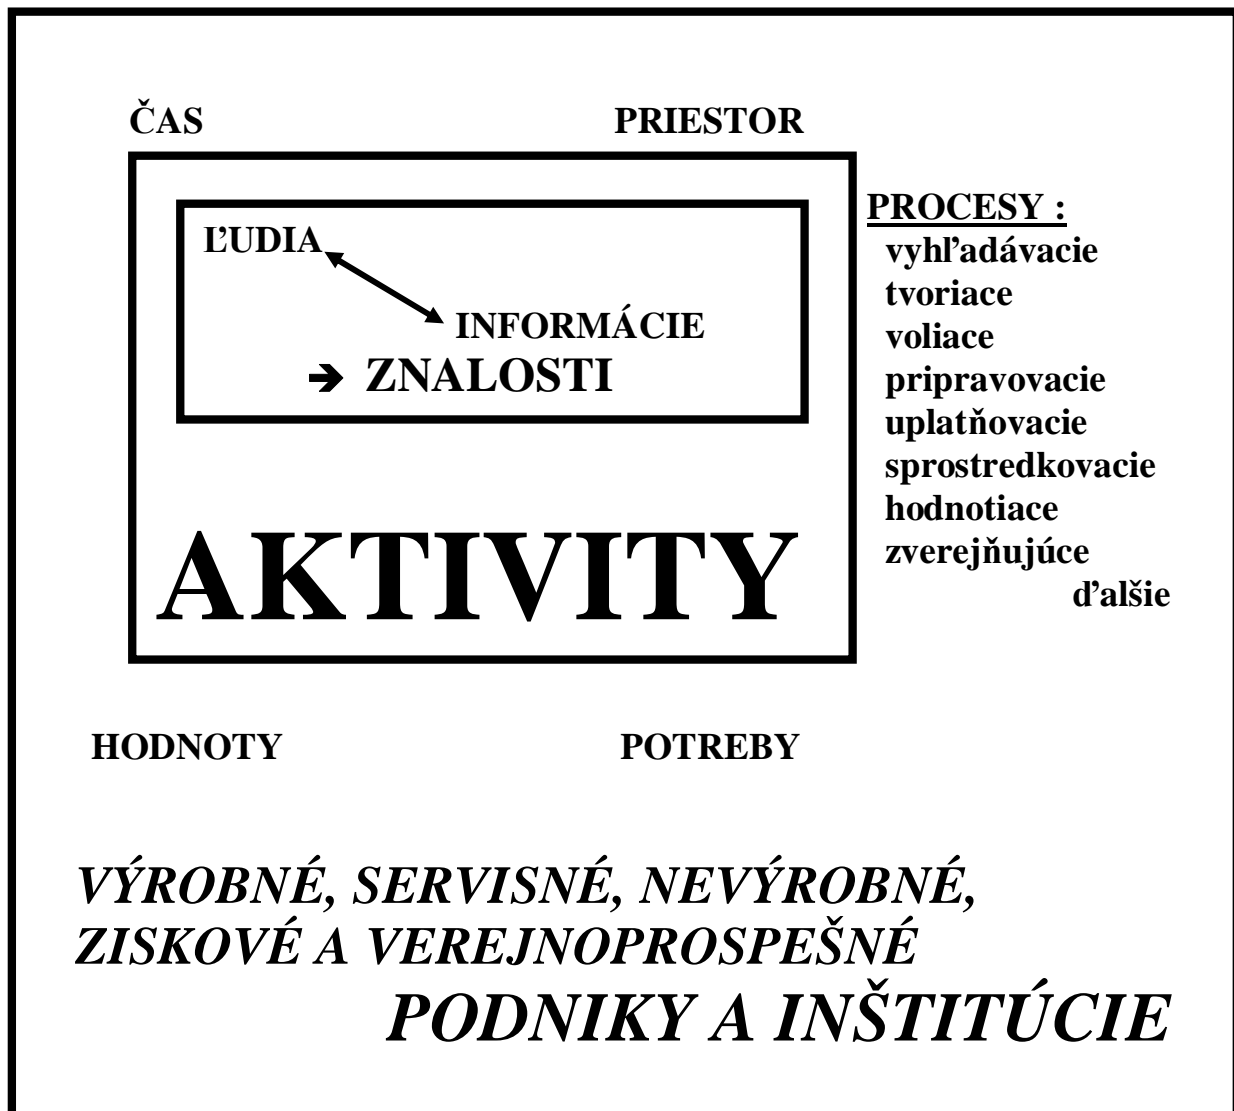 ČAS PRIESTOR
PROCESY :
ĽUDIA
vyhľadávacie
tvoriace
INFORMÁCIE
voliace
➔ ZNALOSTI
pripravovacie
uplatňovacie
sprostredkovacie
hodnotiace
zverejňujúce
ďalšie
AKTIVITY
HODNOTY POTREBY
VÝROBNÉ, SERVISNÉ, NEVÝROBNÉ,
ZISKOVÉ A VEREJNOPROSPEŠNÉ
PODNIKY A INŠTITÚCIE